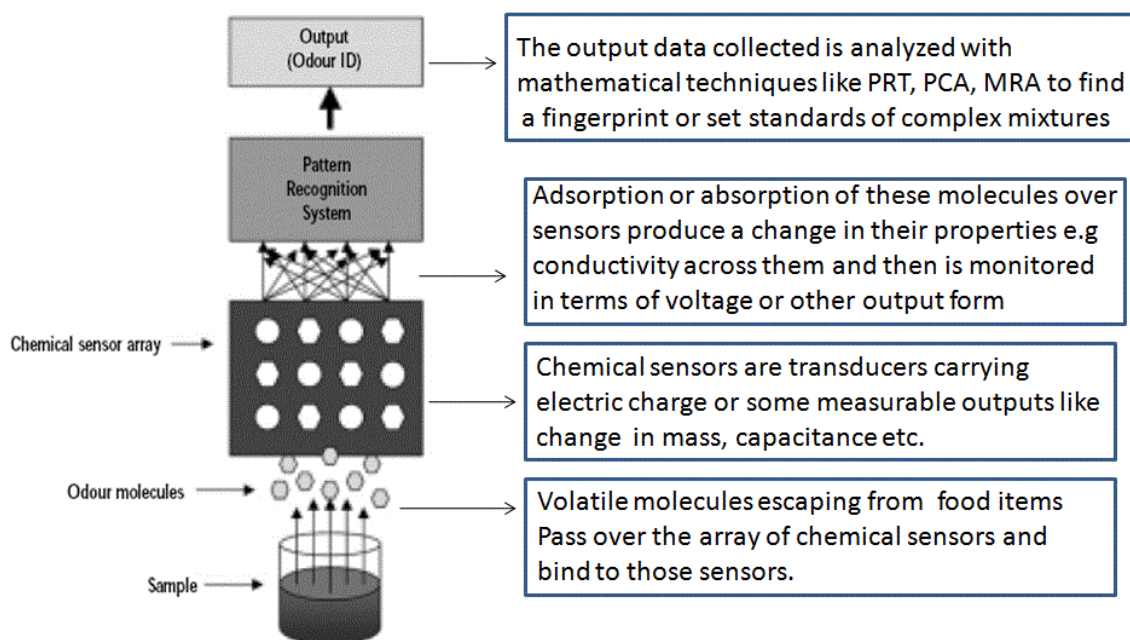 Output
(Odour ID)
The output data collected is analyzed with
mathematical techniques like PRT, PCA, MRA to find
a fingerprint or set standards of complex mixtures
Pattern
Recognition
System
Adsorption or absorption of these molecules over
sensors produce a change in their properties e.g
conductivity across them and then is monitored
in terms of voltage or other output form
Chemical sensor array
Chemical sensors are transducers carrying
electric charge or some measurable outputs like
change in mass, capacitance etc.
Odour molecules
Volatile molecules escaping from food items
Pass over the array of chemical sensors and
bind to those sensors.
Sample